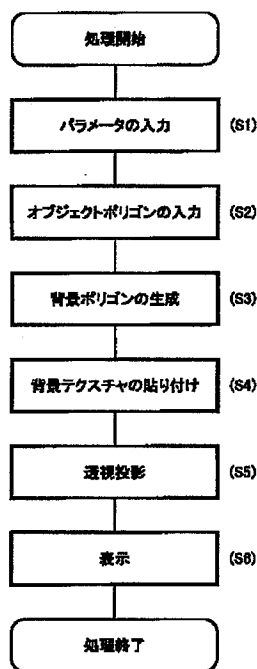 処理開始
パラメータの入力 (S1)
オブジェクトポリゴンの入力 (S2)
背景ポリゴンの生成 (S3)
背景テクスチャの貼り付け (S4)
透視投影 (S5)
表示 (S6)
処理終了